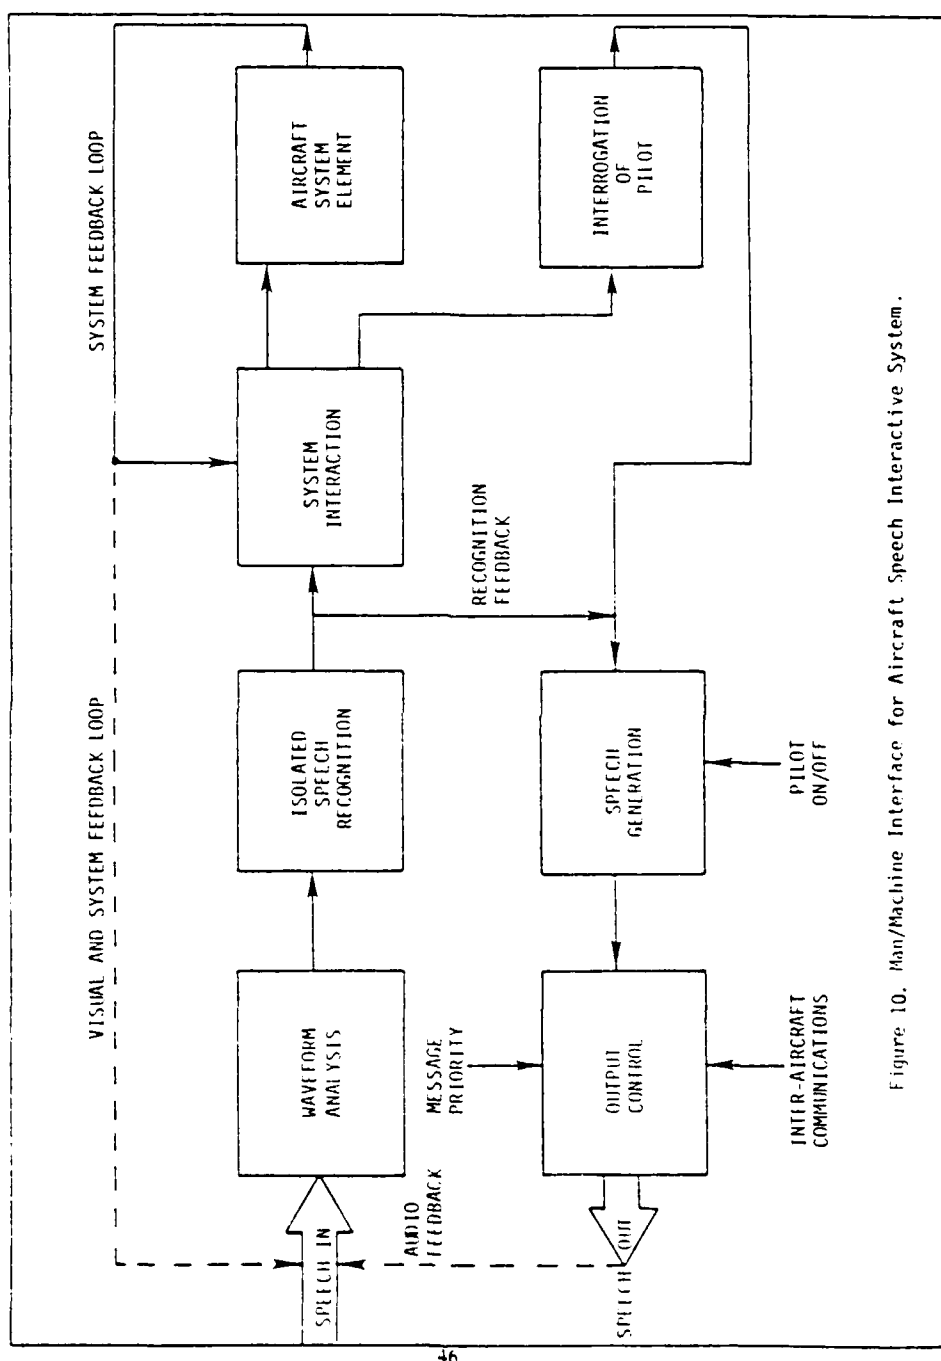 VISUAL AND SYSTEM FEEDBACK LOOP
SYSTEM FEEDBACK LOOP
SPEECH IN
WAVEFORM
ANALYSIS
ISOLATED
SPEECH
RECOGNITION
SYSTEM
INTERACTION
AIRCRAFT
SYSTEM
ELEMENT
AUDIO
FEEDBACK
MESSAGE
PRIORITY
RECOGNITION
FEEDBACK
SPEECH OUT
OUTPUT
CONTROL
SPEECH
GENERATION
INTERROGATION
OF
PILOT
INTER-AIRCRAFT
COMMUNICATIONS
PILOT
ON/OFF
Figure 10. Man/Machine Interface for Aircraft Speech Interactive System.
46